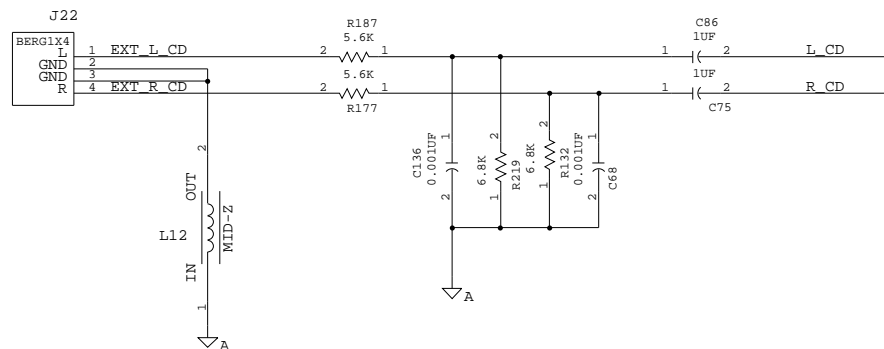 J22
BERG1X4
L 1 EXT_L_CD
GND 2
GND 3
R 4 EXT_R_CD
R187
5.6K
2 1
5.6K
2 1
R177
C86
1UF
1 2 L_CD
1UF
1 2 R_CD
C75
1
C136
0.001UF
2
2
6.8K
R219
1
2
6.8K
R132
1
1
0.001UF
C68
2
A
2
OUT
L12
MID-Z
IN
1
A